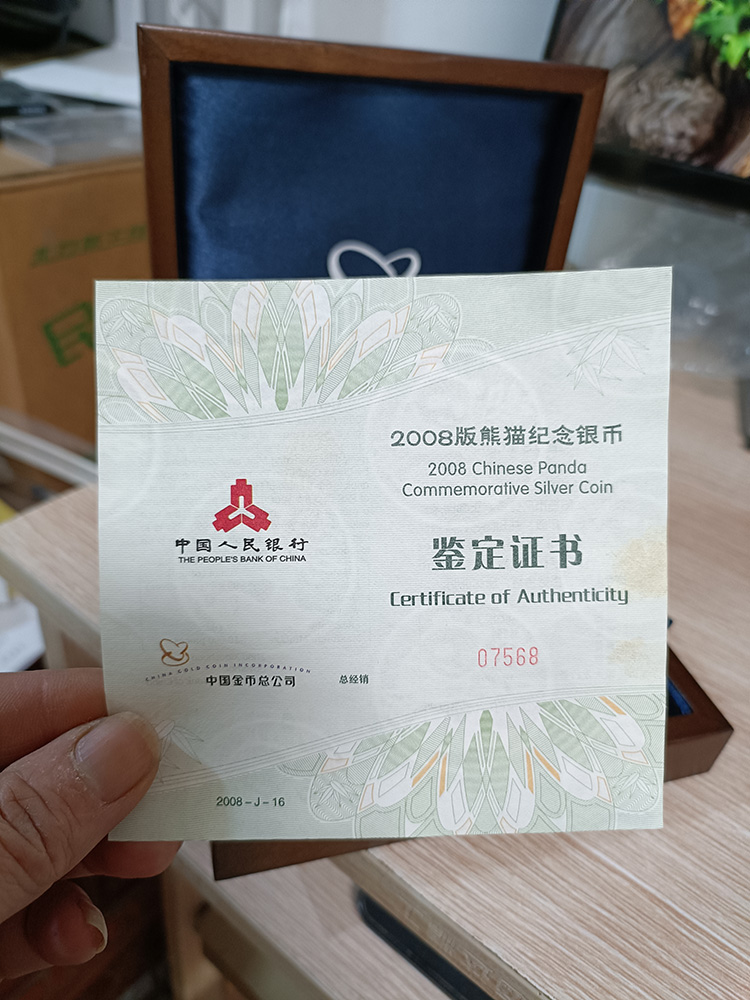 2008版熊猫纪念银币
2008 Chinese Panda
Commemorative Silver Coin
中国人民银行
THE PEOPLE'S BANK OF CHINA
鉴定证书
Certificate of Authenticity
07568
CHINA GOLD COIN INCORPORATION
中国金币总公司
总经销
2008-J-16